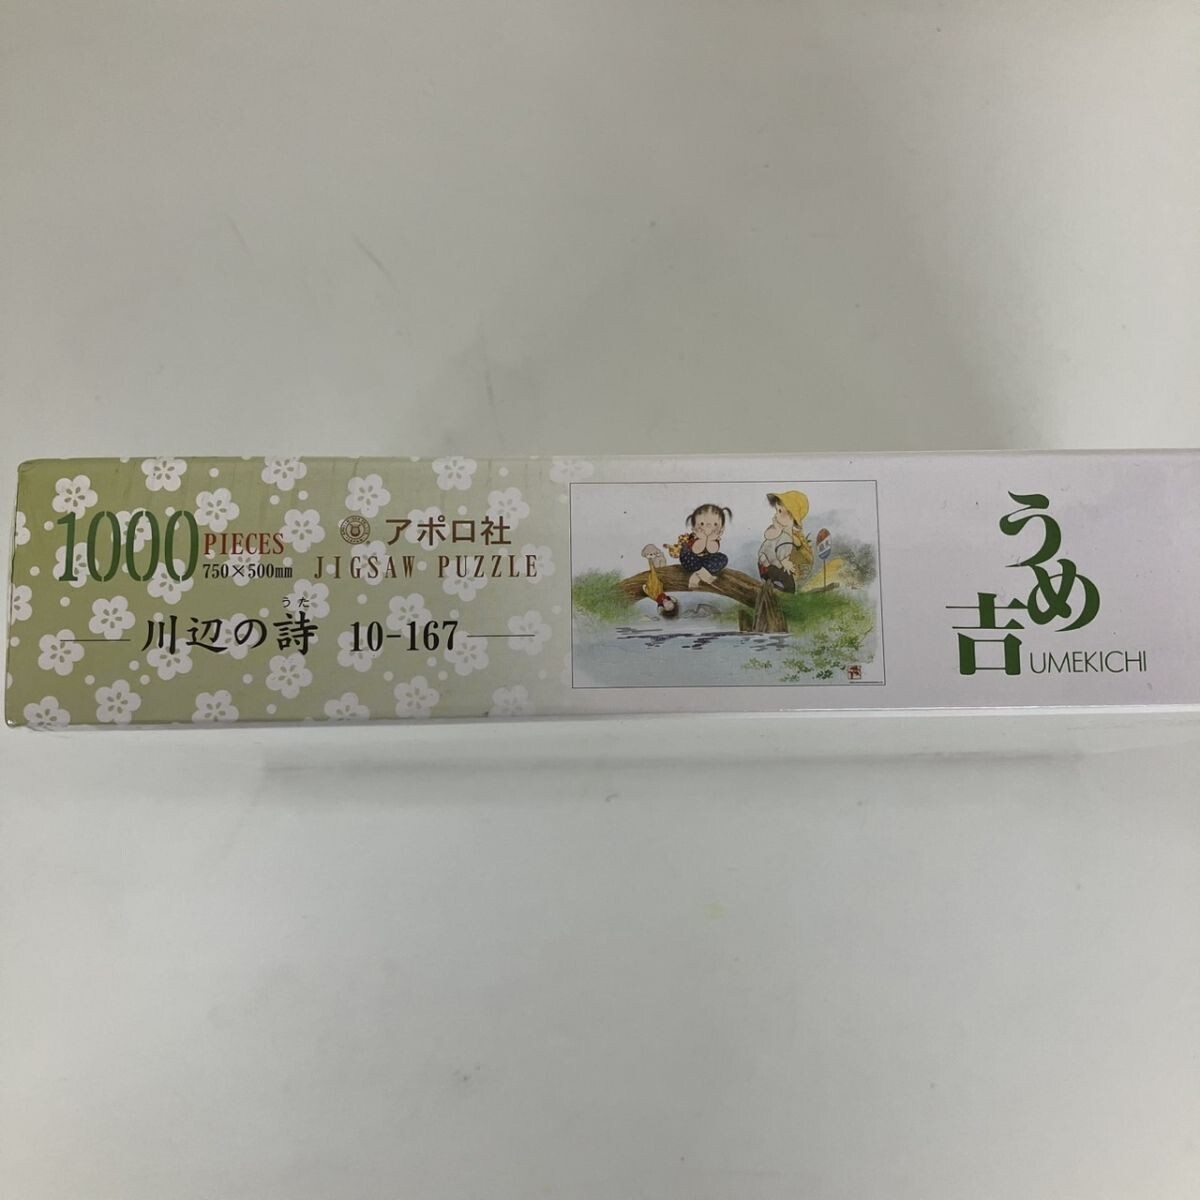 1000 PIECES
750×500mm
アポロ社
JIGSAW PUZZLE
うた
川辺の詩 10-167
うめ吉
UMEKICHI